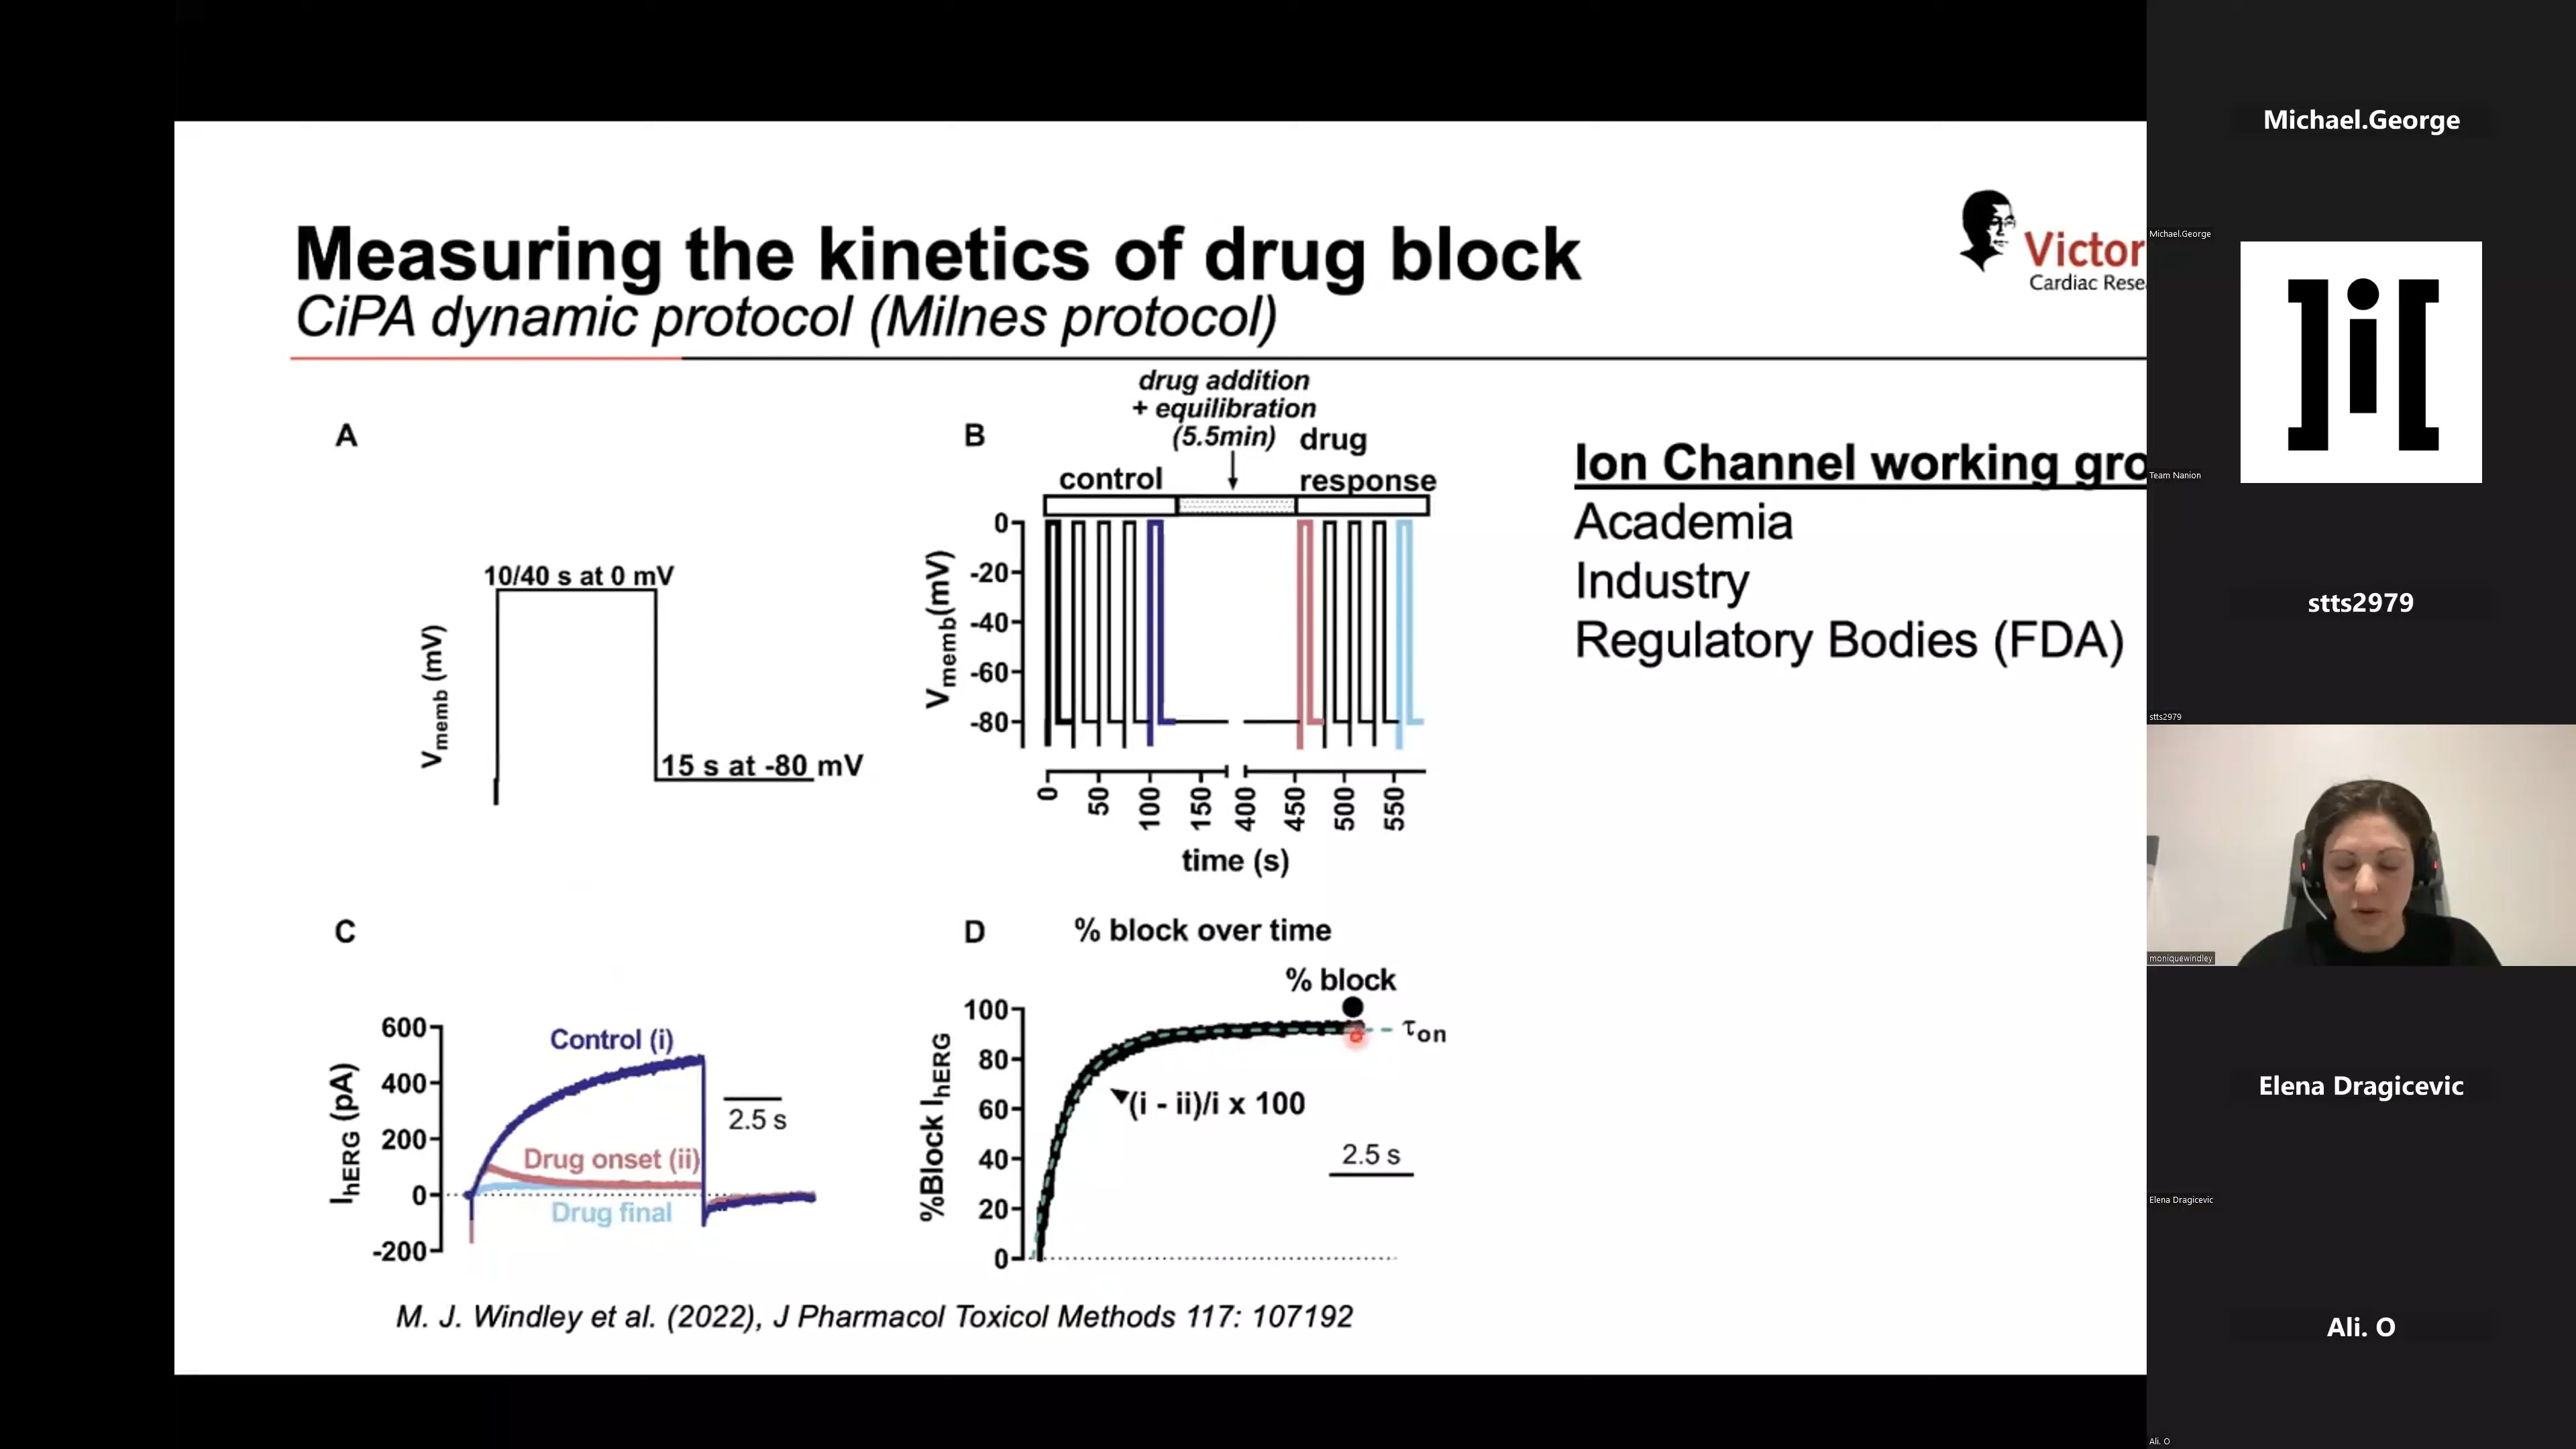 Measuring the kinetics of drug block
CiPA dynamic protocol (Milnes protocol)
Victor
Cardiac Rese
A
10/40 s at 0 mV
Vmemb (mV)
15 s at -80 mV
B
drug addition
+ equilibration
(5.5min)
drug
control
response
Vmemb(mV)
0
-20
-40
-60
-80
0
50
100
150
400
450
500
550
time (s)
Ion Channel working gro
Academia
Industry
Regulatory Bodies (FDA)
C
IhERG (pA)
600
400
200
0
-200
Control (i)
2.5 s
Drug onset (ii)
Drug final
D
% block over time
% block
%Block IhERG
100
80
60
40
20
0
τon
(i - ii)/i x 100
2.5 s
M. J. Windley et al. (2022), J Pharmacol Toxicol Methods 117: 107192
Michael.George
Michael.George
]i[
Team Nanion
stts2979
stts2979
moniquewindley
Elena Dragicevic
Elena Dragicevic
Ali. O
Ali. O